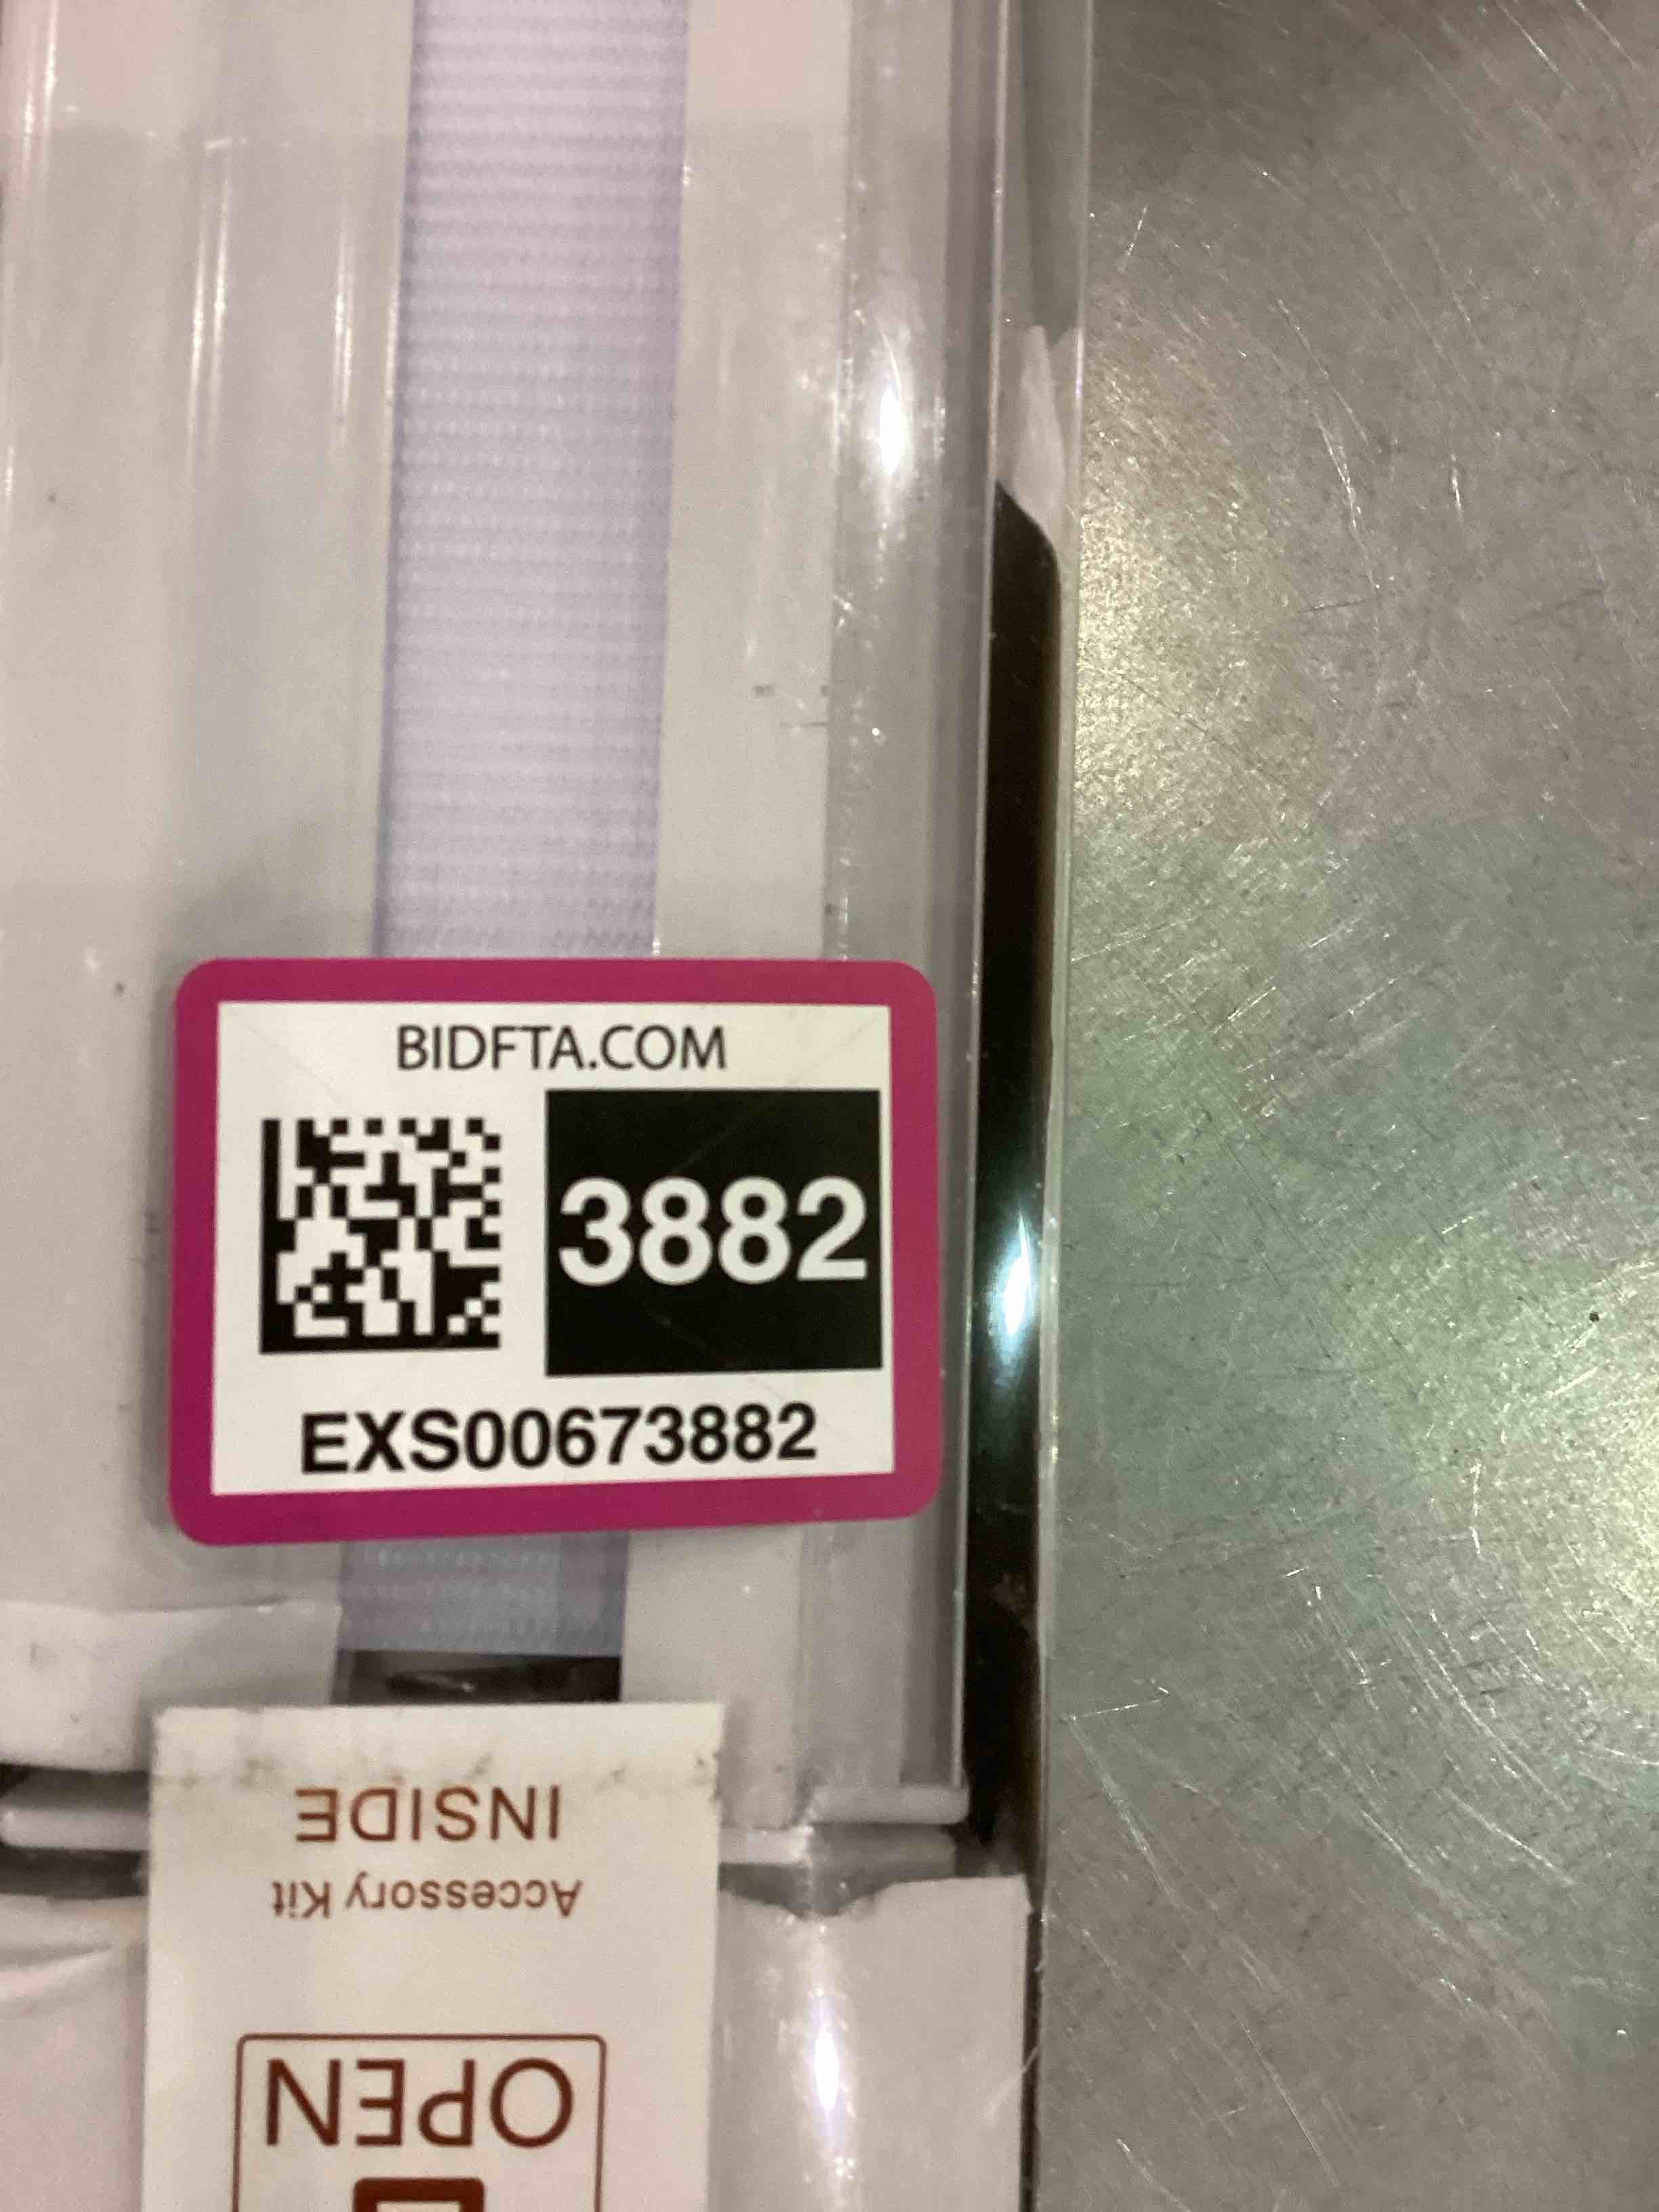 BIDFTA.COM
3882
EXS00673882
OPEN
Accessory Kit
INSIDE